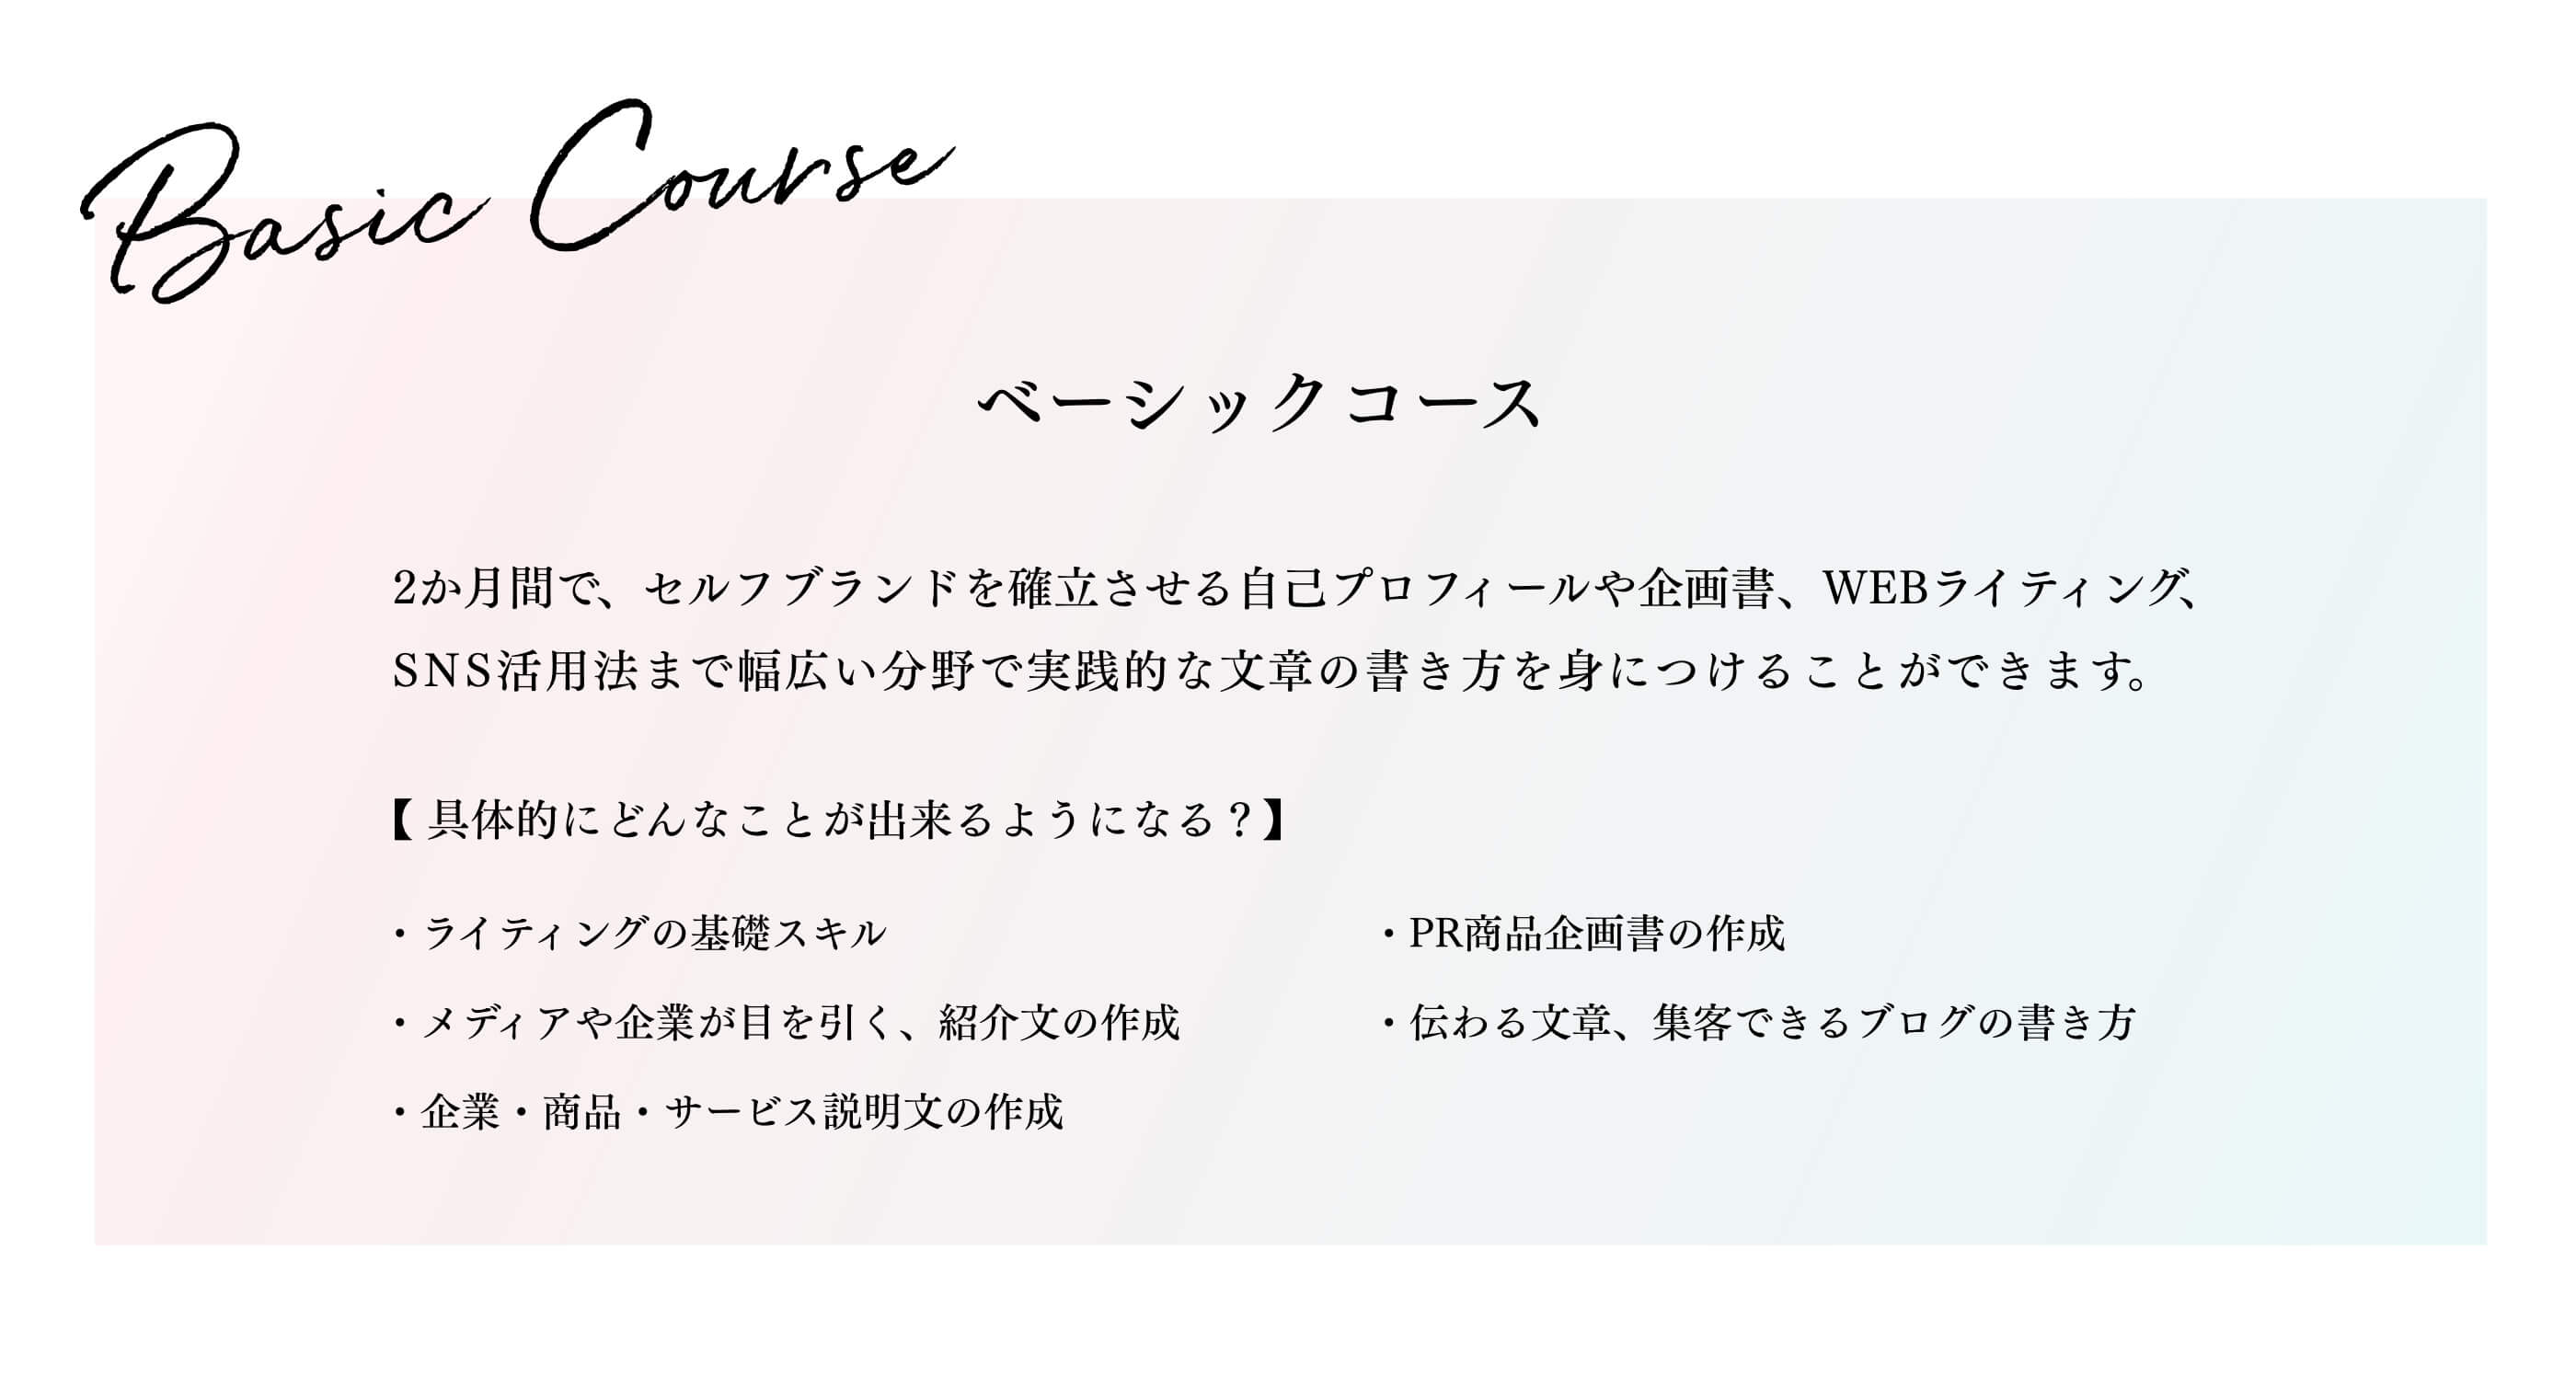 Basic Course
ベーシックコース
2か月間で、セルフブランドを確立させる自己プロフィールや企画書、WEBライティング、
SNS活用法まで幅広い分野で実践的な文章の書き方を身につけることができます。
【 具体的にどんなことが出来るようになる？】
・ライティングの基礎スキル
・メディアや企業が目を引く、紹介文の作成
・企業・商品・サービス説明文の作成
・PR商品企画書の作成
・伝わる文章、集客できるブログの書き方